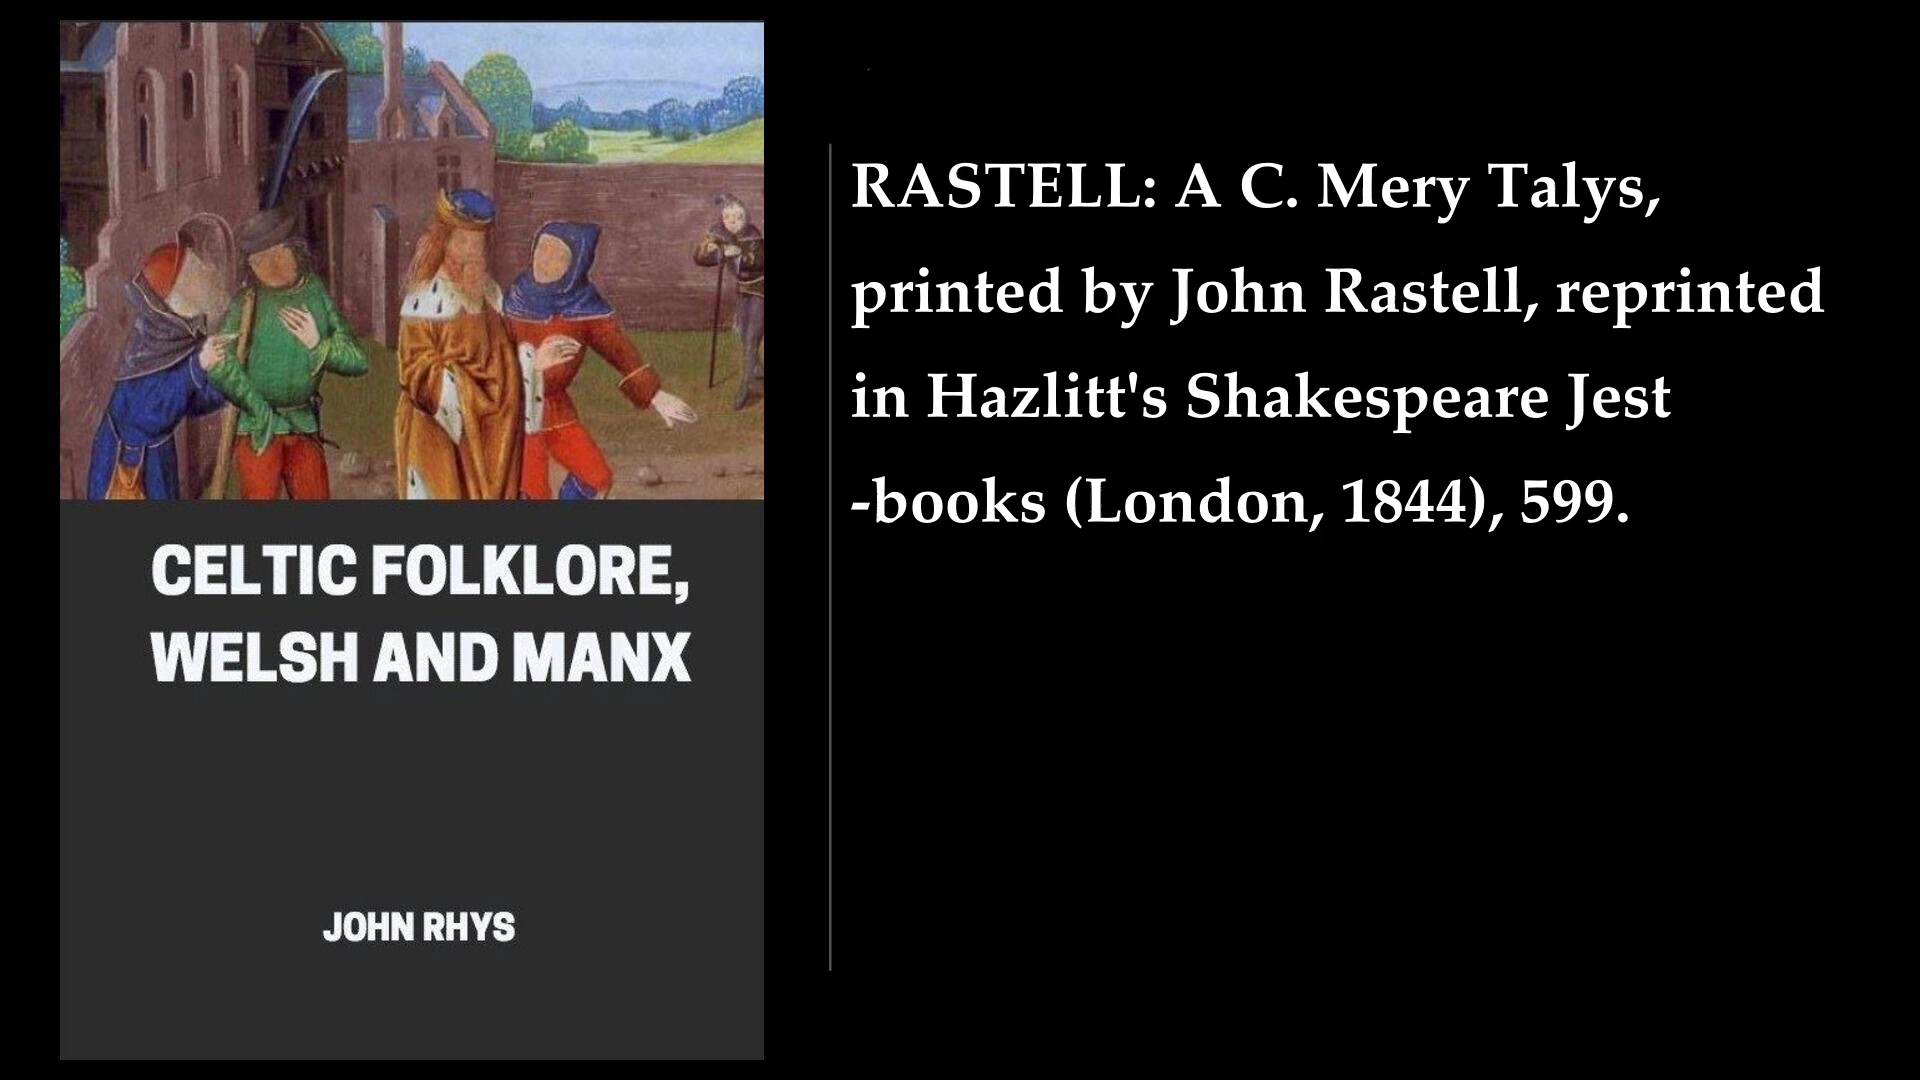 CELTIC FOLKLORE,
WELSH AND MANX
JOHN RHYS
RASTELL: A C. Mery Talys,
printed by John Rastell, reprinted
in Hazlitt's Shakespeare Jest
-books (London, 1844), 599.